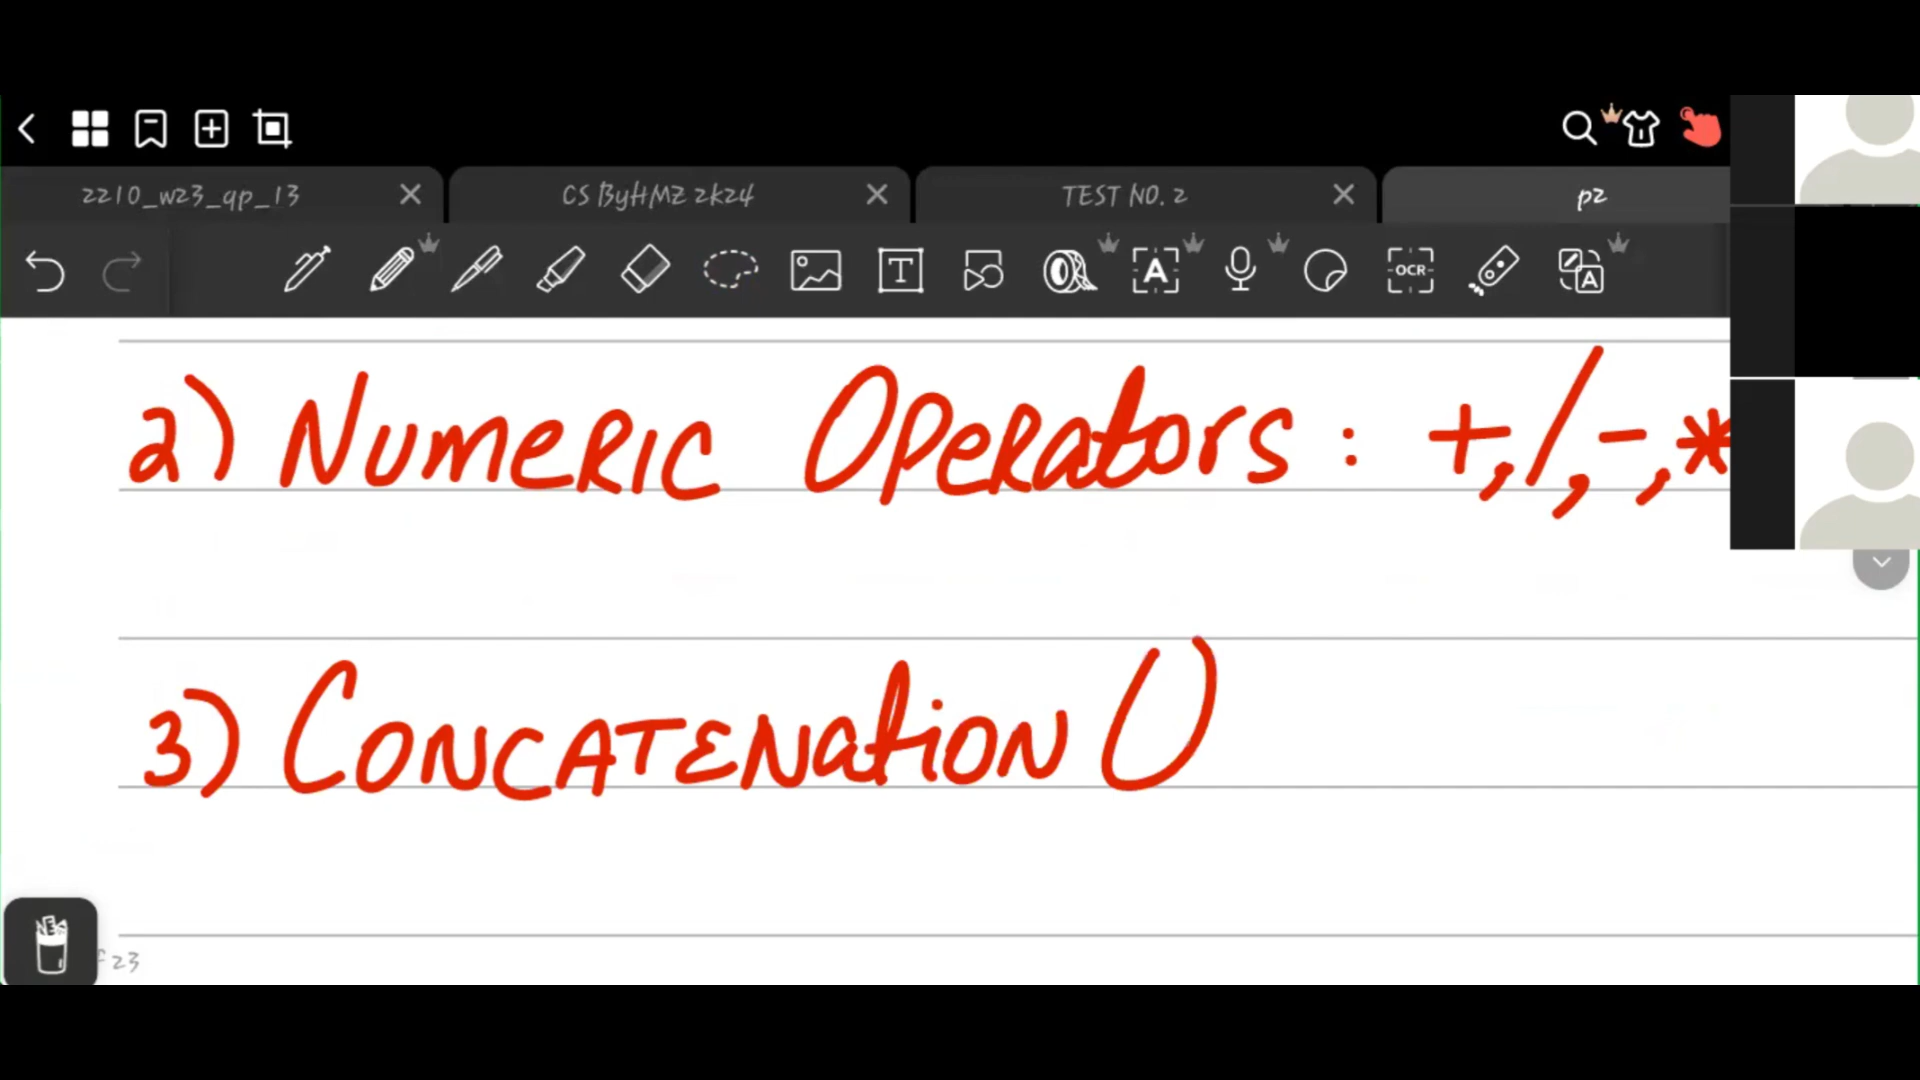 2210_w23_qp_13
CS ByHMZ 2k24
TEST NO. 2
p2
T
A
OCR
A
2) Numeric Operators : +,/,-,*
3) Concatenation ()
23